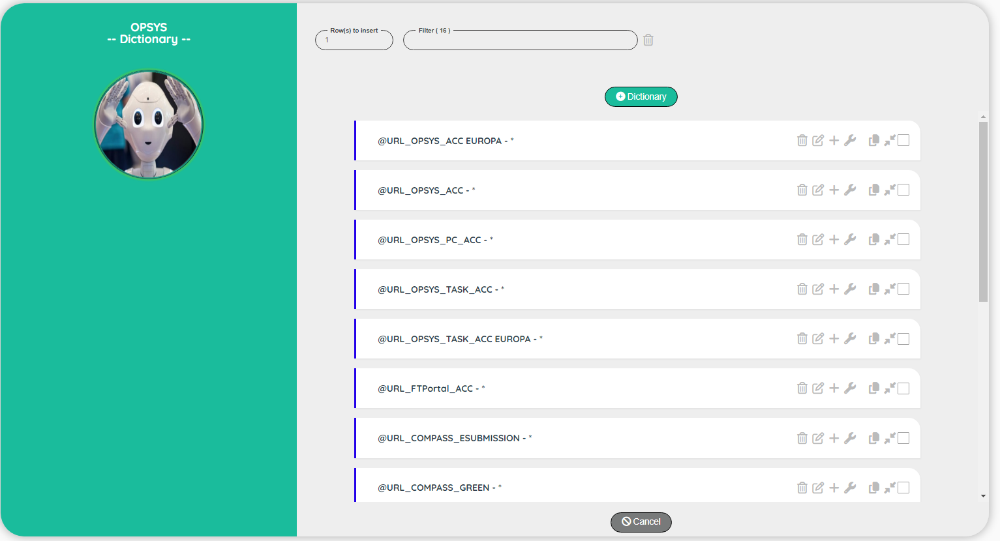 OPSYS
-- Dictionary --
Row(s) to insert
1
Filter ( 16 )
Dictionary
@URL_OPSYS_ACC EUROPA - *
@URL_OPSYS_ACC - *
@URL_OPSYS_PC_ACC - *
@URL_OPSYS_TASK_ACC - *
@URL_OPSYS_TASK_ACC EUROPA - *
@URL_FTPortal_ACC - *
@URL_COMPASS_ESUBMISSION - *
@URL_COMPASS_GREEN - *
Cancel